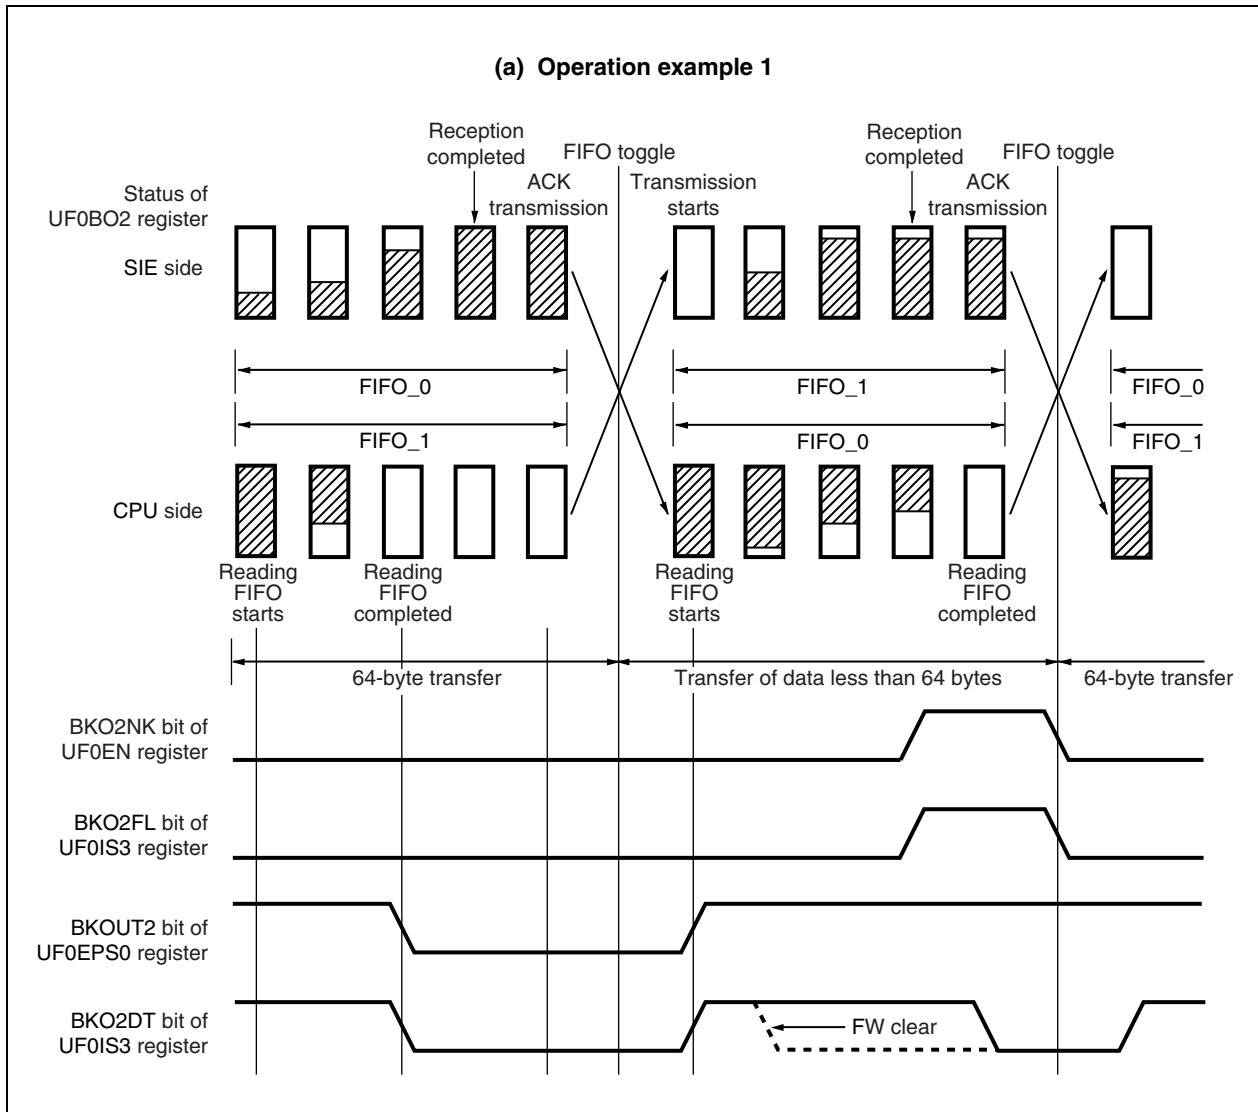 (a) Operation example 1
Reception
completed
FIFO toggle
Reception
completed
FIFO toggle
Status of
UF0BO2 register
ACK
transmission
Transmission
starts
ACK
transmission
SIE side
FIFO_0
FIFO_1
FIFO_0
FIFO_1
FIFO_0
FIFO_1
CPU side
Reading
FIFO
starts
Reading
FIFO
completed
Reading
FIFO
starts
Reading
FIFO
completed
64-byte transfer
Transfer of data less than 64 bytes
64-byte transfer
BKO2NK bit of
UF0EN register
BKO2FL bit of
UF0IS3 register
BKOUT2 bit of
UF0EPS0 register
BKO2DT bit of
UF0IS3 register
FW clear